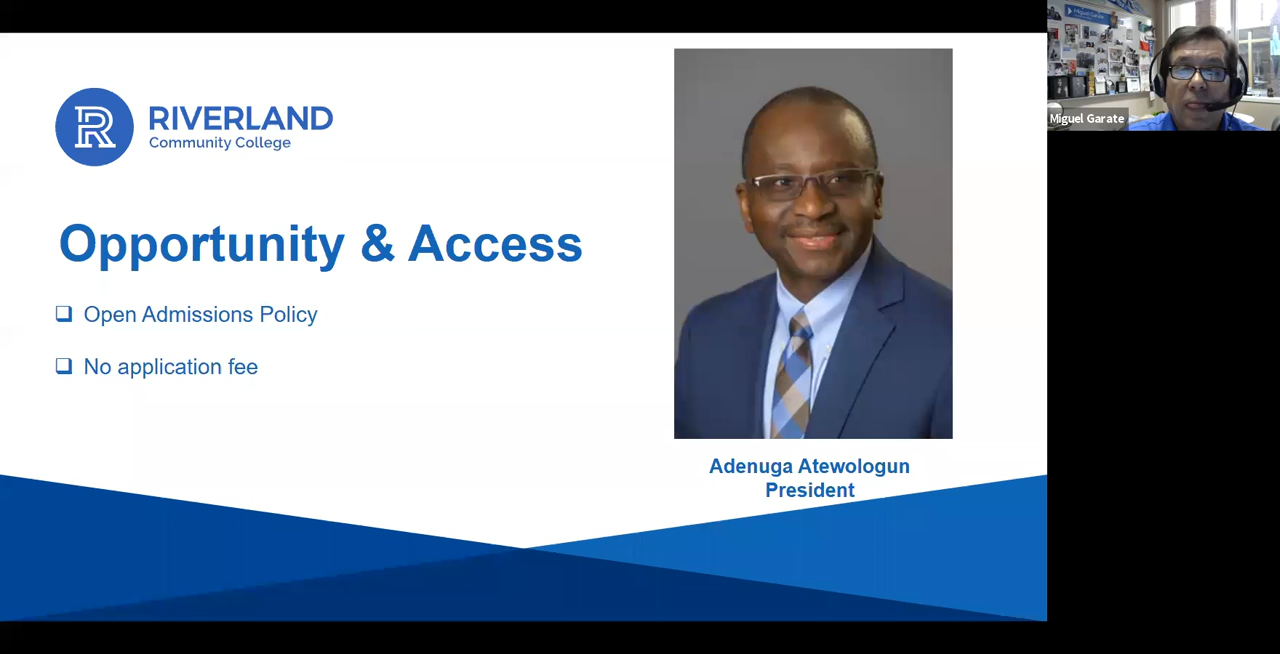 RIVERLAND
Community College
Opportunity & Access
Open Admissions Policy
No application fee
Adenuga Atewologun
President
Miguel Garate